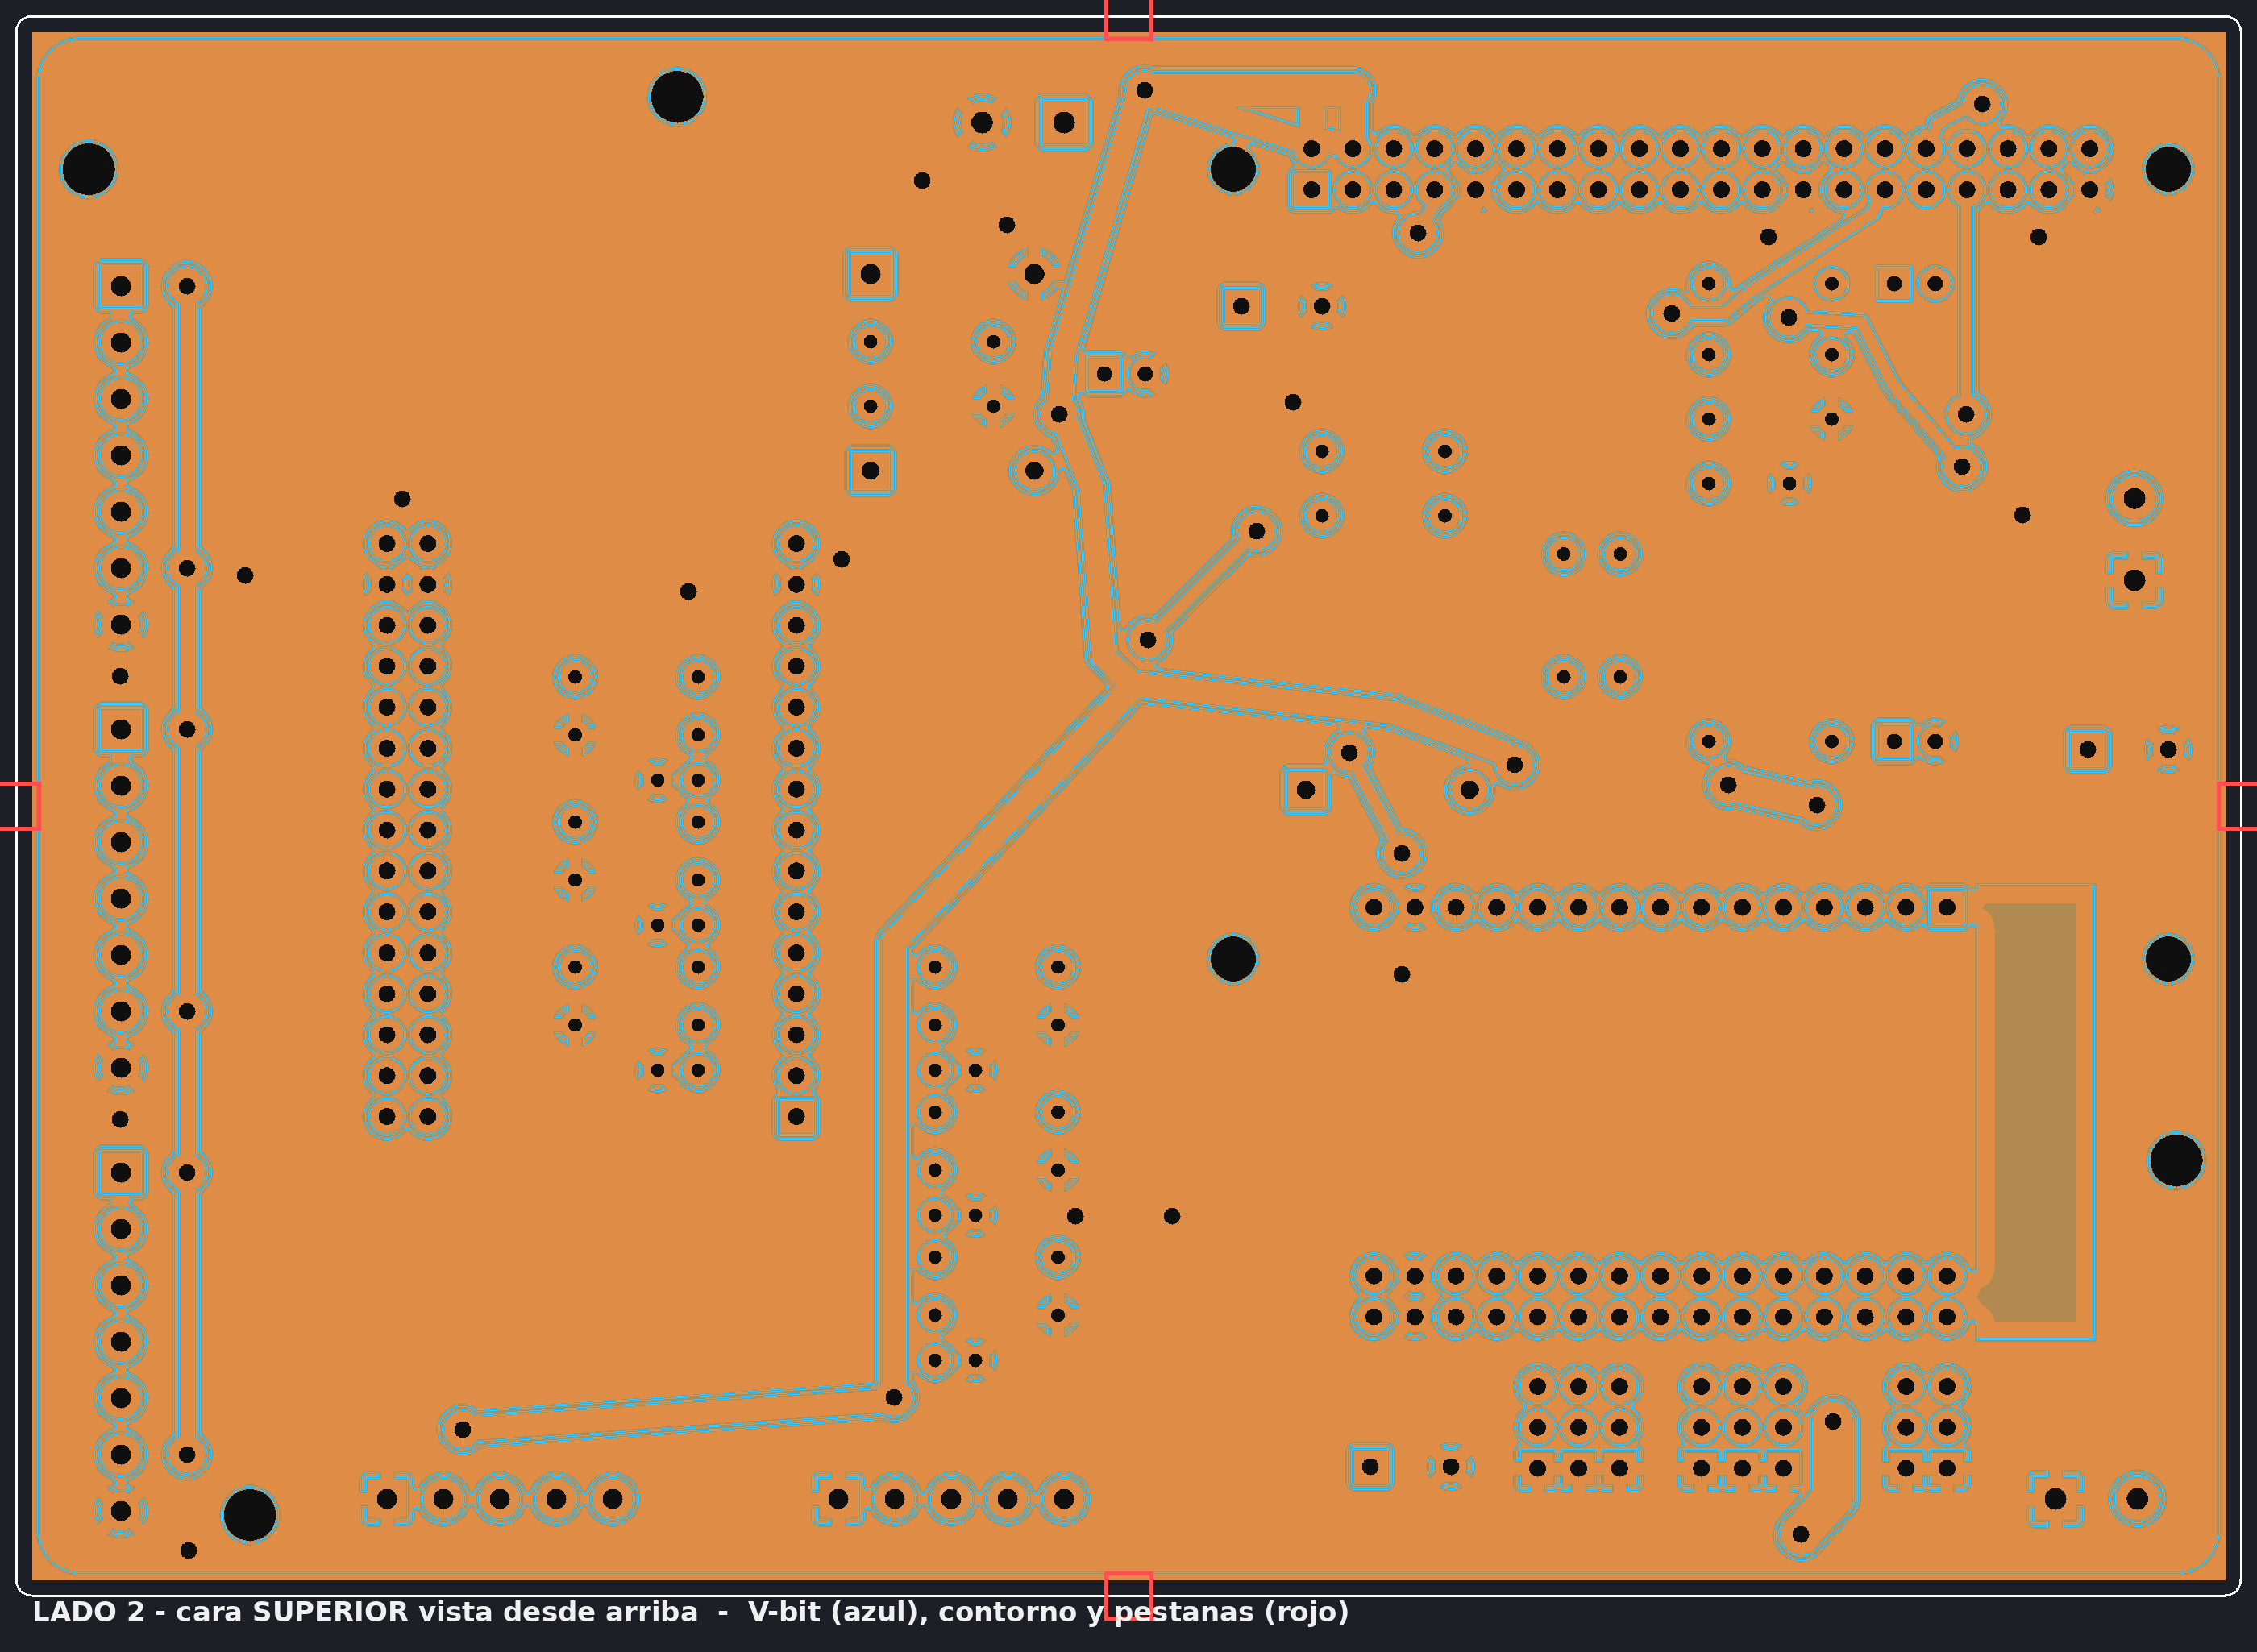 LADO 2 - cara SUPERIOR vista desde arriba  -  V-bit (azul), contorno y pestanas (rojo)